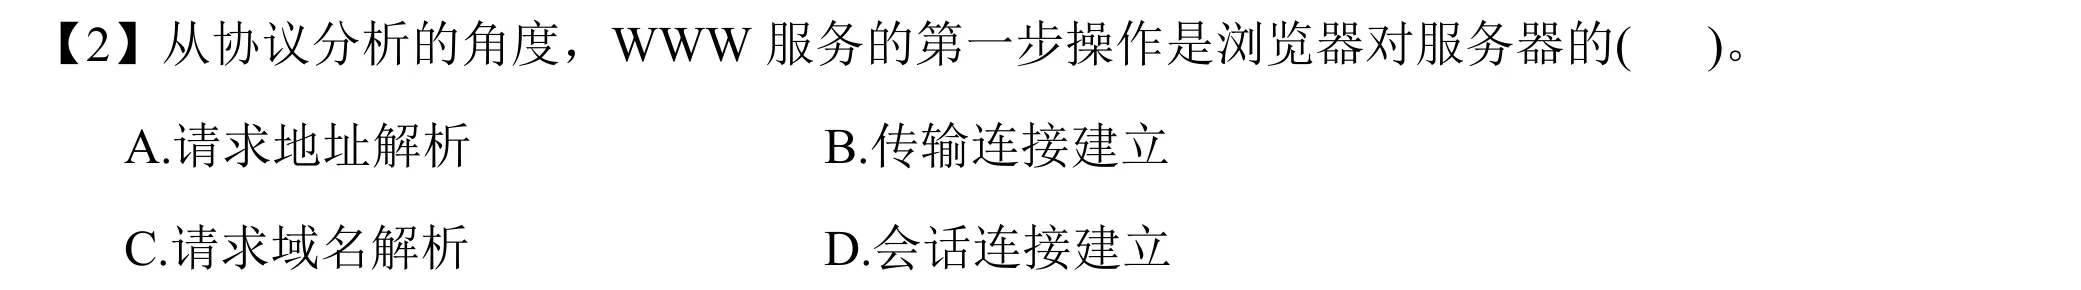 【2】从协议分析的角度，WWW 服务的第一步操作是浏览器对服务器的(　)。
A.请求地址解析　B.传输连接建立
C.请求域名解析　D.会话连接建立